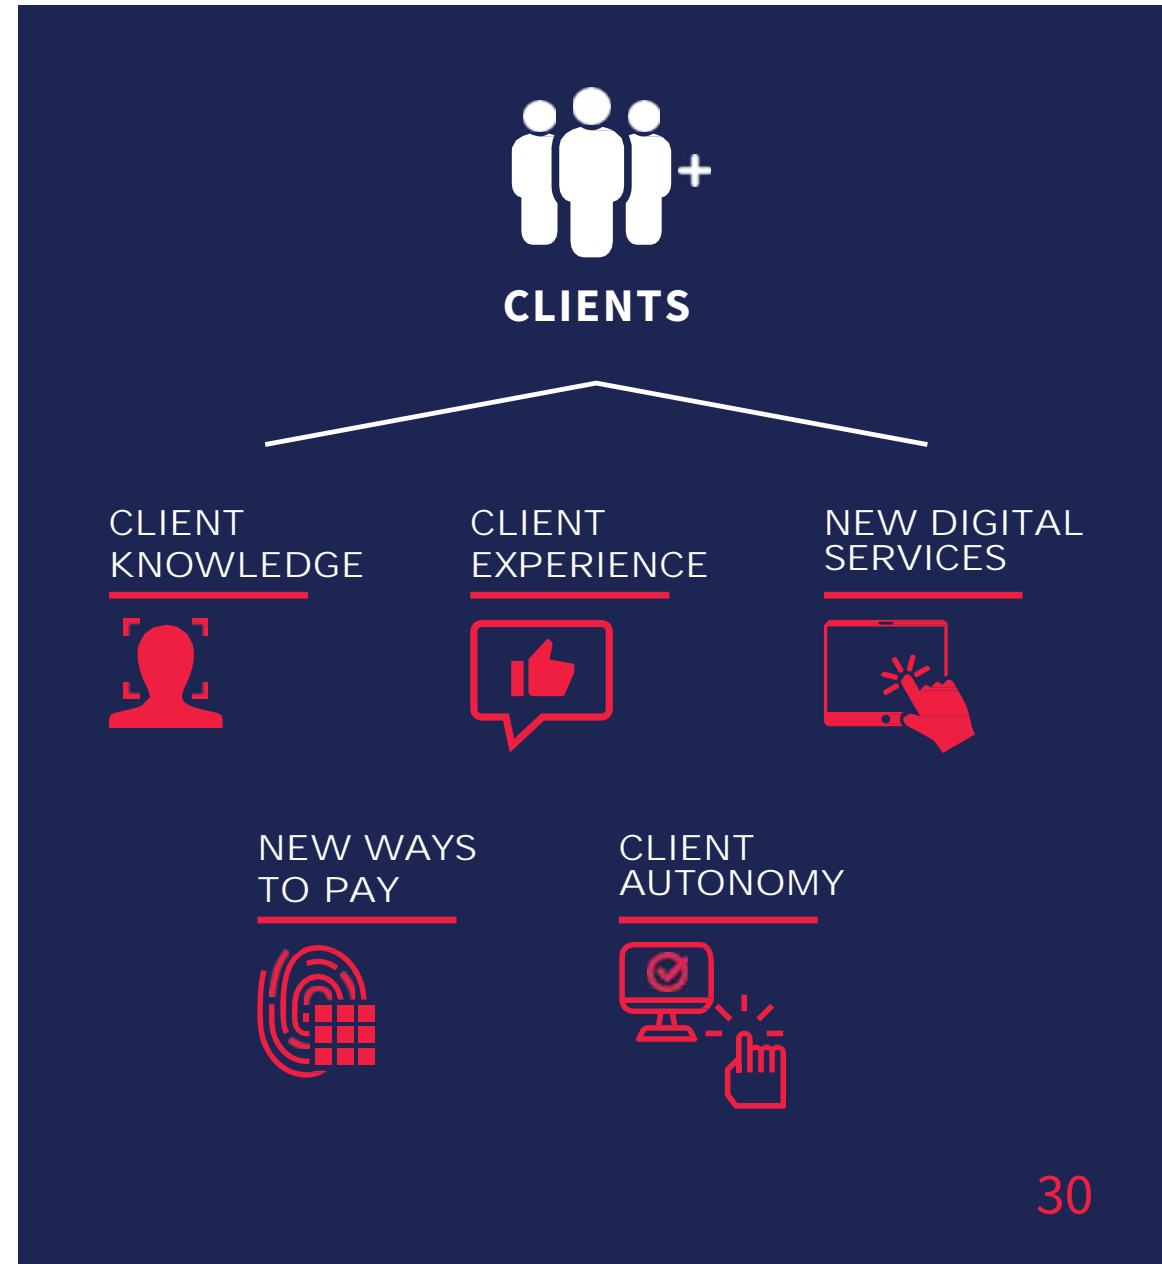 CLIENTS
CLIENT
KNOWLEDGE
CLIENT
EXPERIENCE
NEW DIGITAL
SERVICES
NEW WAYS
TO PAY
CLIENT
AUTONOMY
30